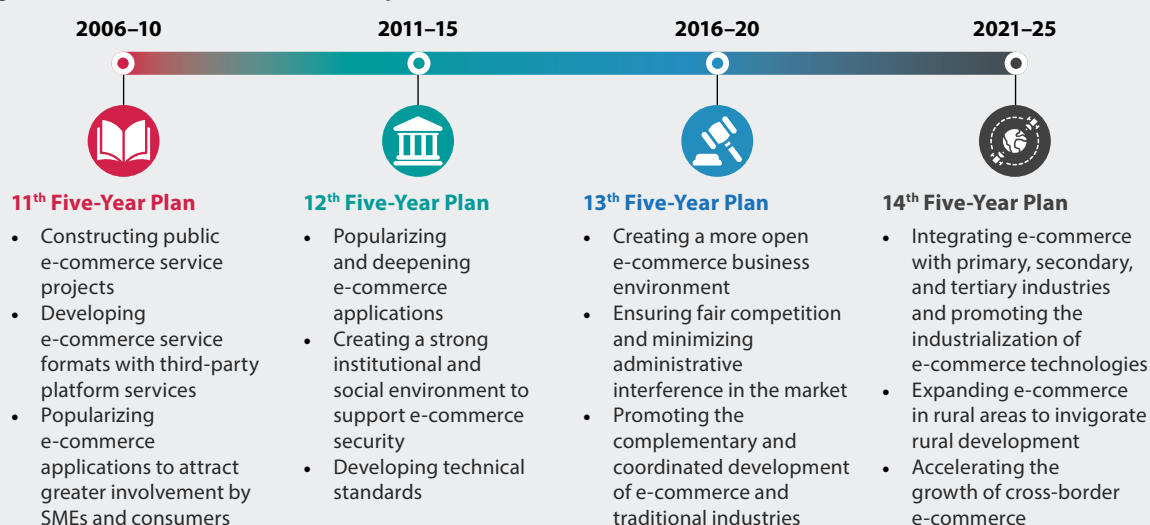 2006–10
2011–15
2016–20
2021–25
11th Five-Year Plan
• Constructing public
e-commerce service
projects
• Developing
e-commerce service
formats with third-party
platform services
• Popularizing
e-commerce
applications to attract
greater involvement by
SMEs and consumers
12th Five-Year Plan
• Popularizing
and deepening
e-commerce
applications
• Creating a strong
institutional and
social environment to
support e-commerce
security
• Developing technical
standards
13th Five-Year Plan
• Creating a more open
e-commerce business
environment
• Ensuring fair competition
and minimizing
administrative
interference in the market
• Promoting the
complementary and
coordinated development
of e-commerce and
traditional industries
14th Five-Year Plan
• Integrating e-commerce
with primary, secondary,
and tertiary industries
and promoting the
industrialization of
e-commerce technologies
• Expanding e-commerce
in rural areas to invigorate
rural development
• Accelerating the
growth of cross-border
e-commerce